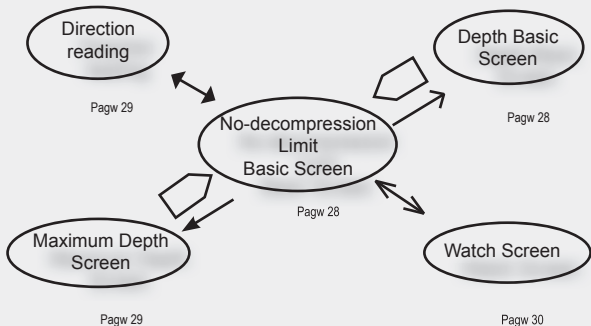 Direction
reading
Pagw 29
Depth Basic
Screen
Pagw 28
No-decompression
Limit
Basic Screen
Pagw 28
Maximum Depth
Screen
Pagw 29
Watch Screen
Pagw 30